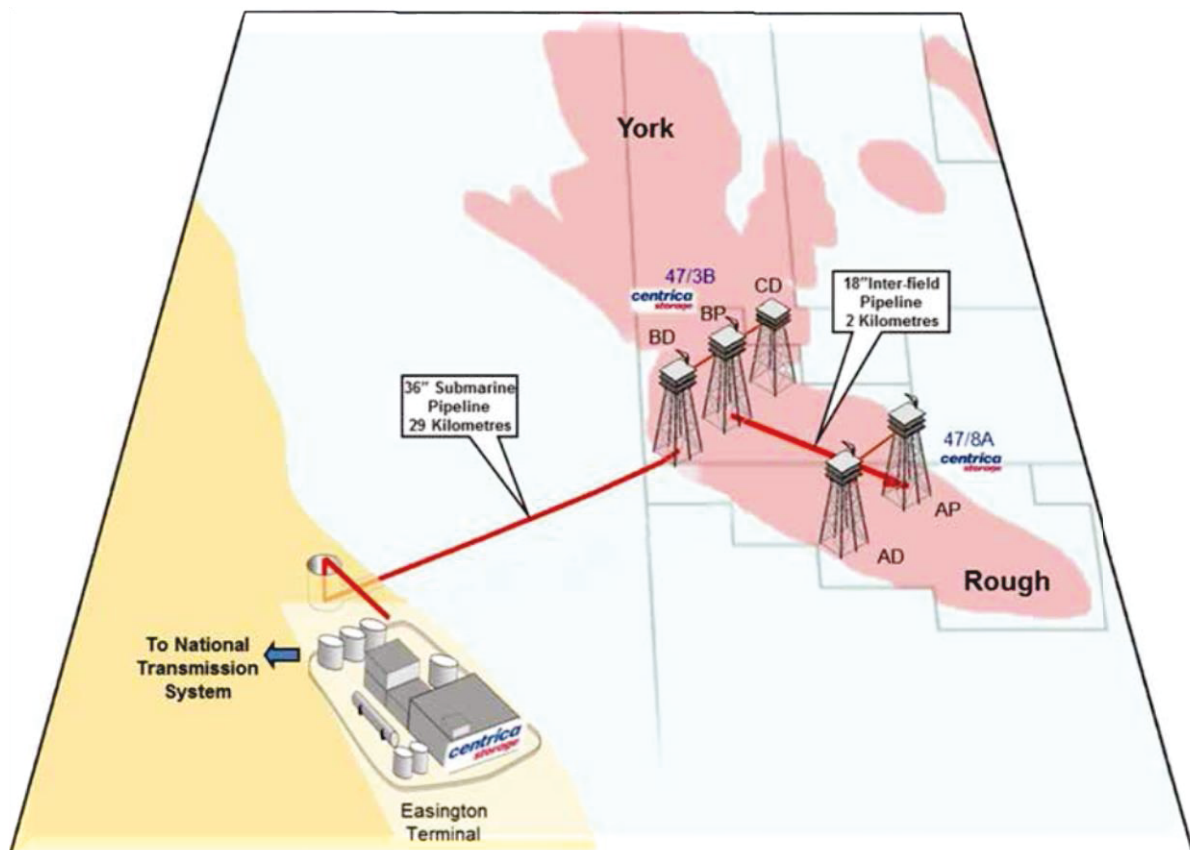 York
47/3B
centrica
storage
CD
BP
BD
18"Inter-field
Pipeline
2 Kilometres
36" Submarine
Pipeline
29 Kilometres
47/8A
centrica
storage
AP
AD
Rough
To National
Transmission
System
centrica
storage
Easington
Terminal